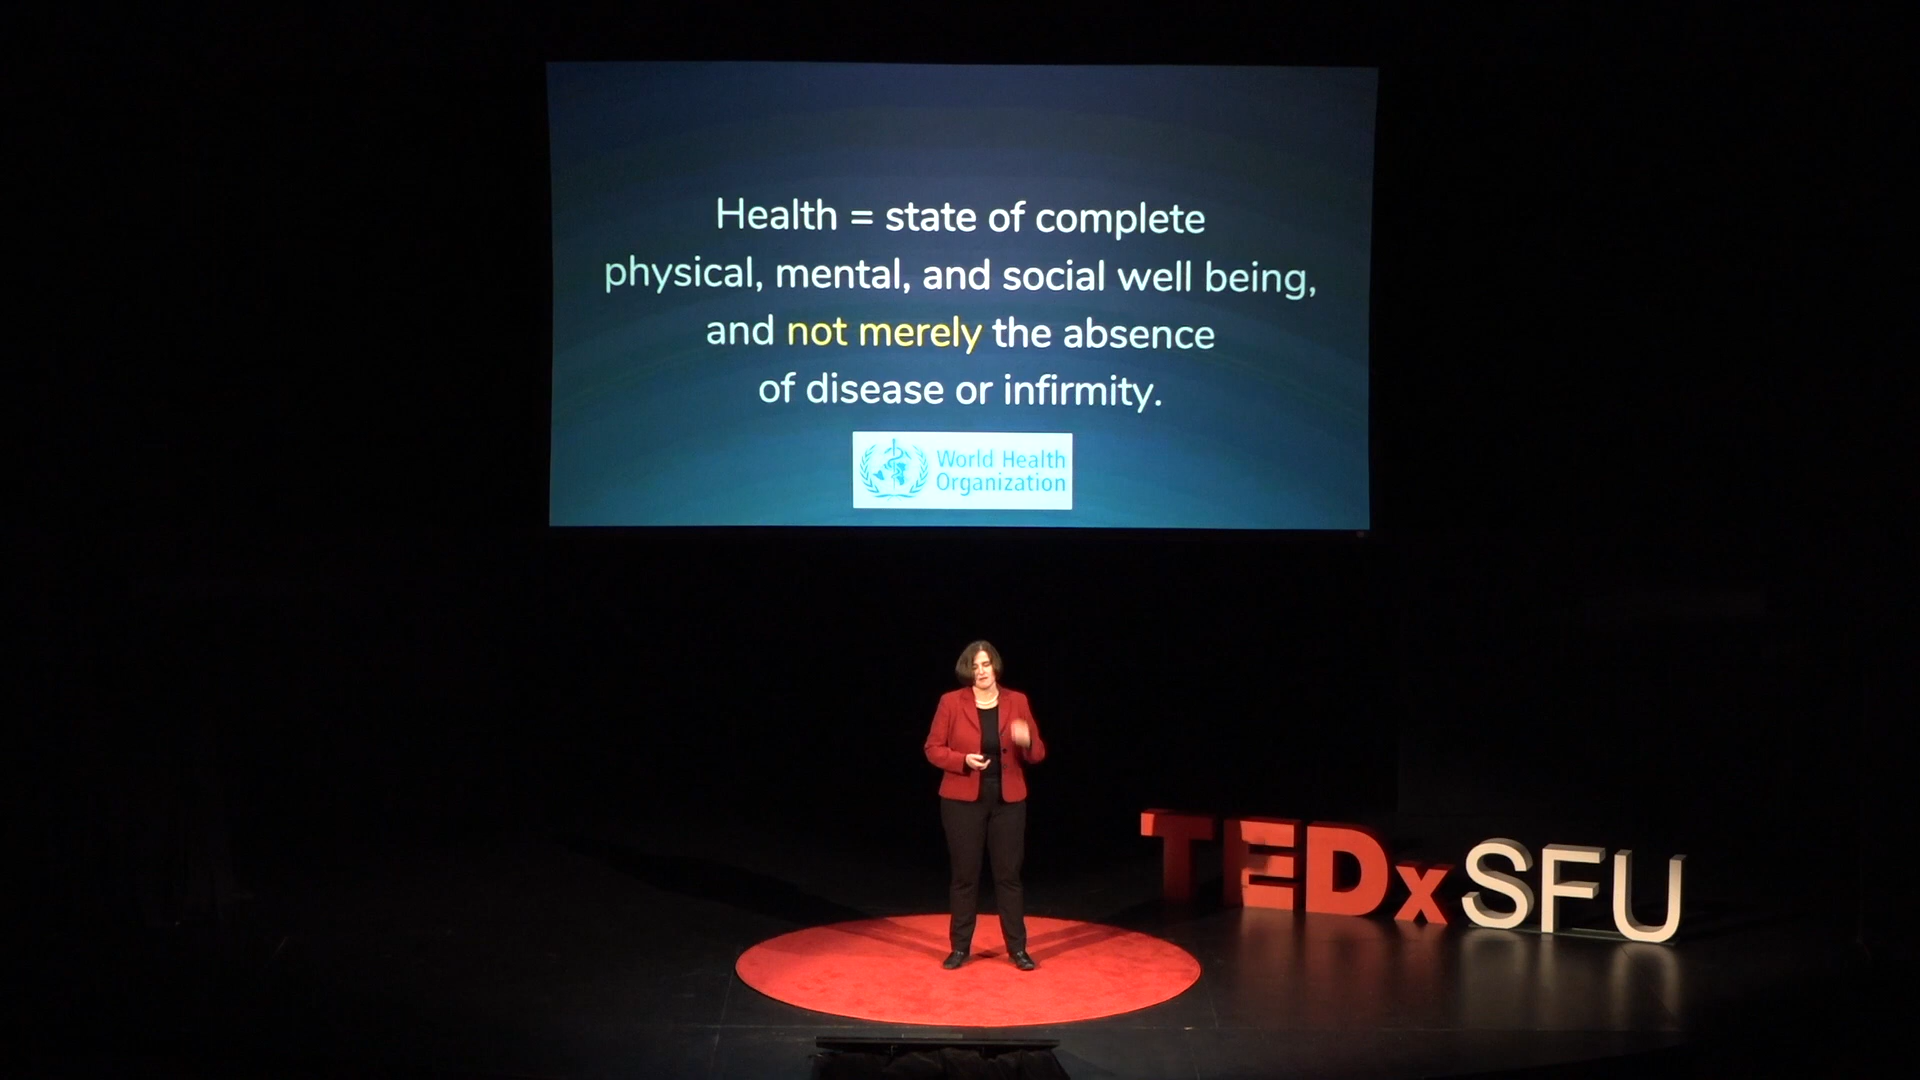 Health = state of complete
physical, mental, and social well being,
and not merely the absence
of disease or infirmity.
World Health
Organization
TEDxSFU